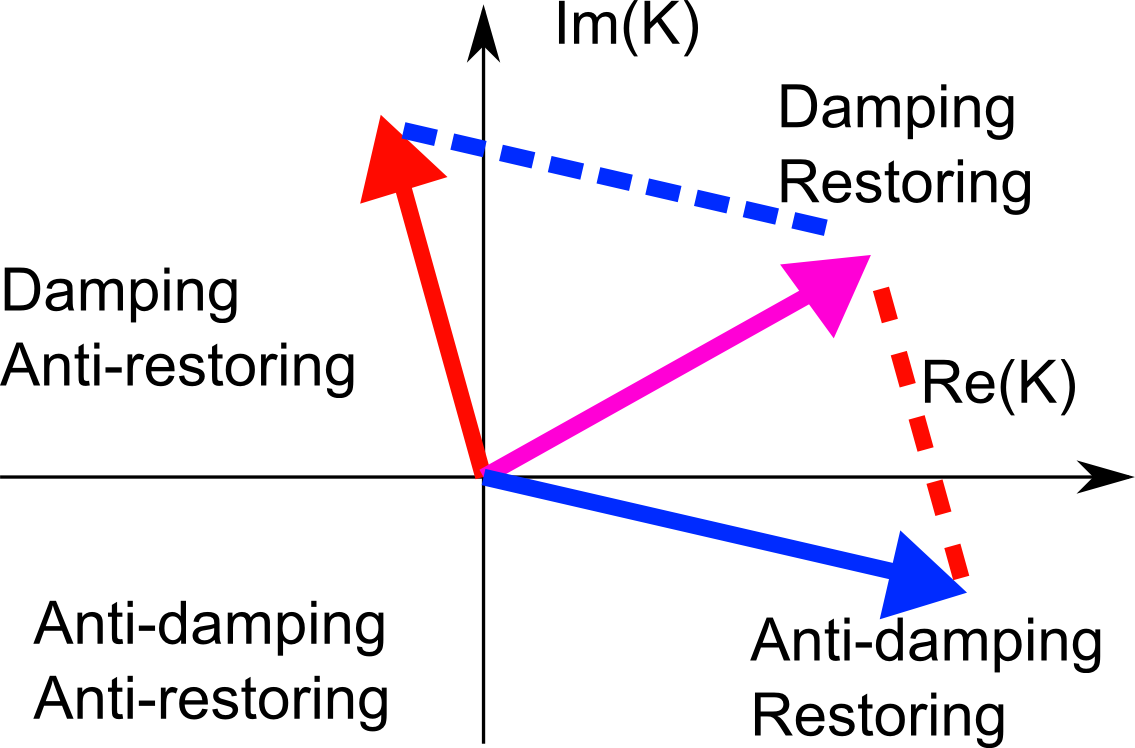 Im(K)
Damping
Restoring
Damping
Anti-restoring
Re(K)
Anti-damping
Anti-restoring
Anti-damping
Restoring